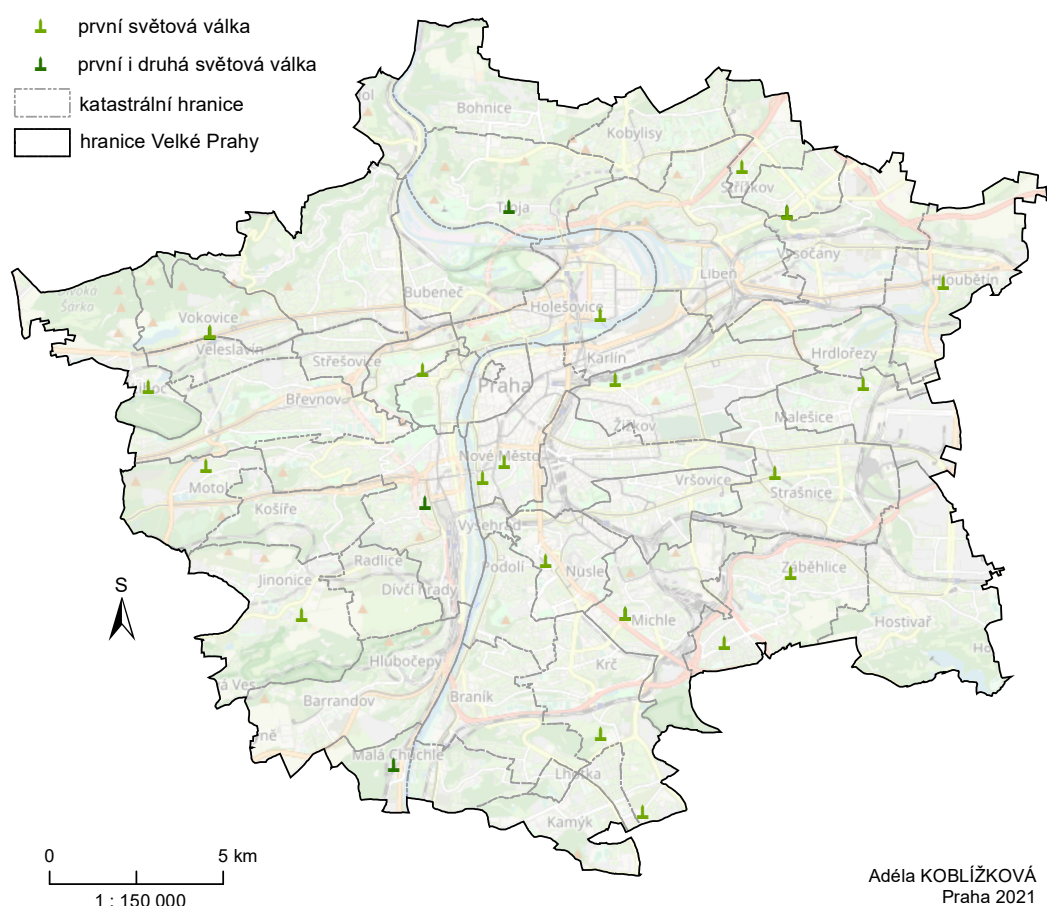 první světová válka
první i druhá světová válka
katastrální hranice
hranice Velké Prahy
Bohnice
Kobylisy
Střížkov
Troja
Libeň
Vysočany
Hloubětín
Divoká
Šárka
Bubeneč
Holešovice
Vokovice
Veleslavín
Střešovice
Karlín
Hrdlořezy
Praha
Břevnov
Malešice
Žižkov
Nové Město
Motol
Vršovice
Strašnice
Košíře
Vyšehrad
Radlice
Podolí
Nusle
Záběhlice
Jinonice
Divčí hrady
S
Michle
Hostivař
Hlubočepy
Krč
Barrandov
Braník
Malá Chuchle
Lhotka
Kamýk
0 5 km
1 : 150 000
Adéla KOBLÍŽKOVÁ
Praha 2021